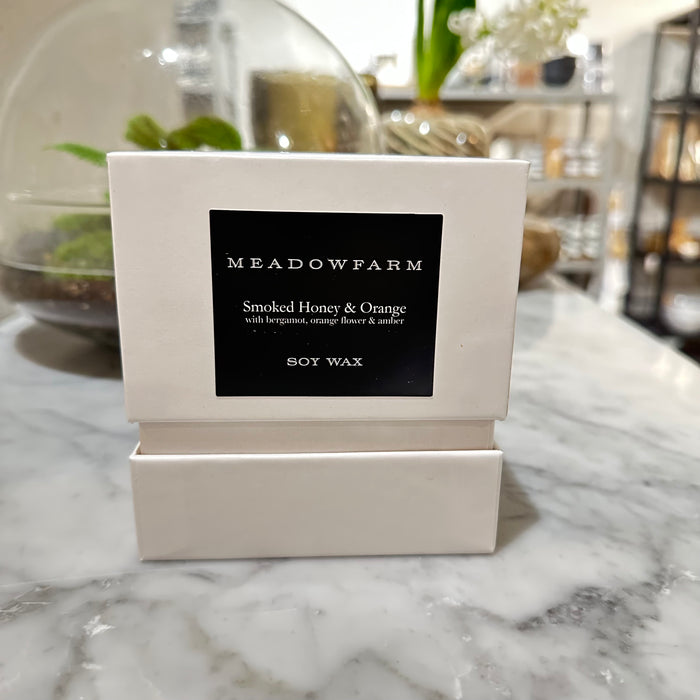 MEADOWFARM
Smoked Honey & Orange
with bergamot, orange flower & amber
SOY WAX